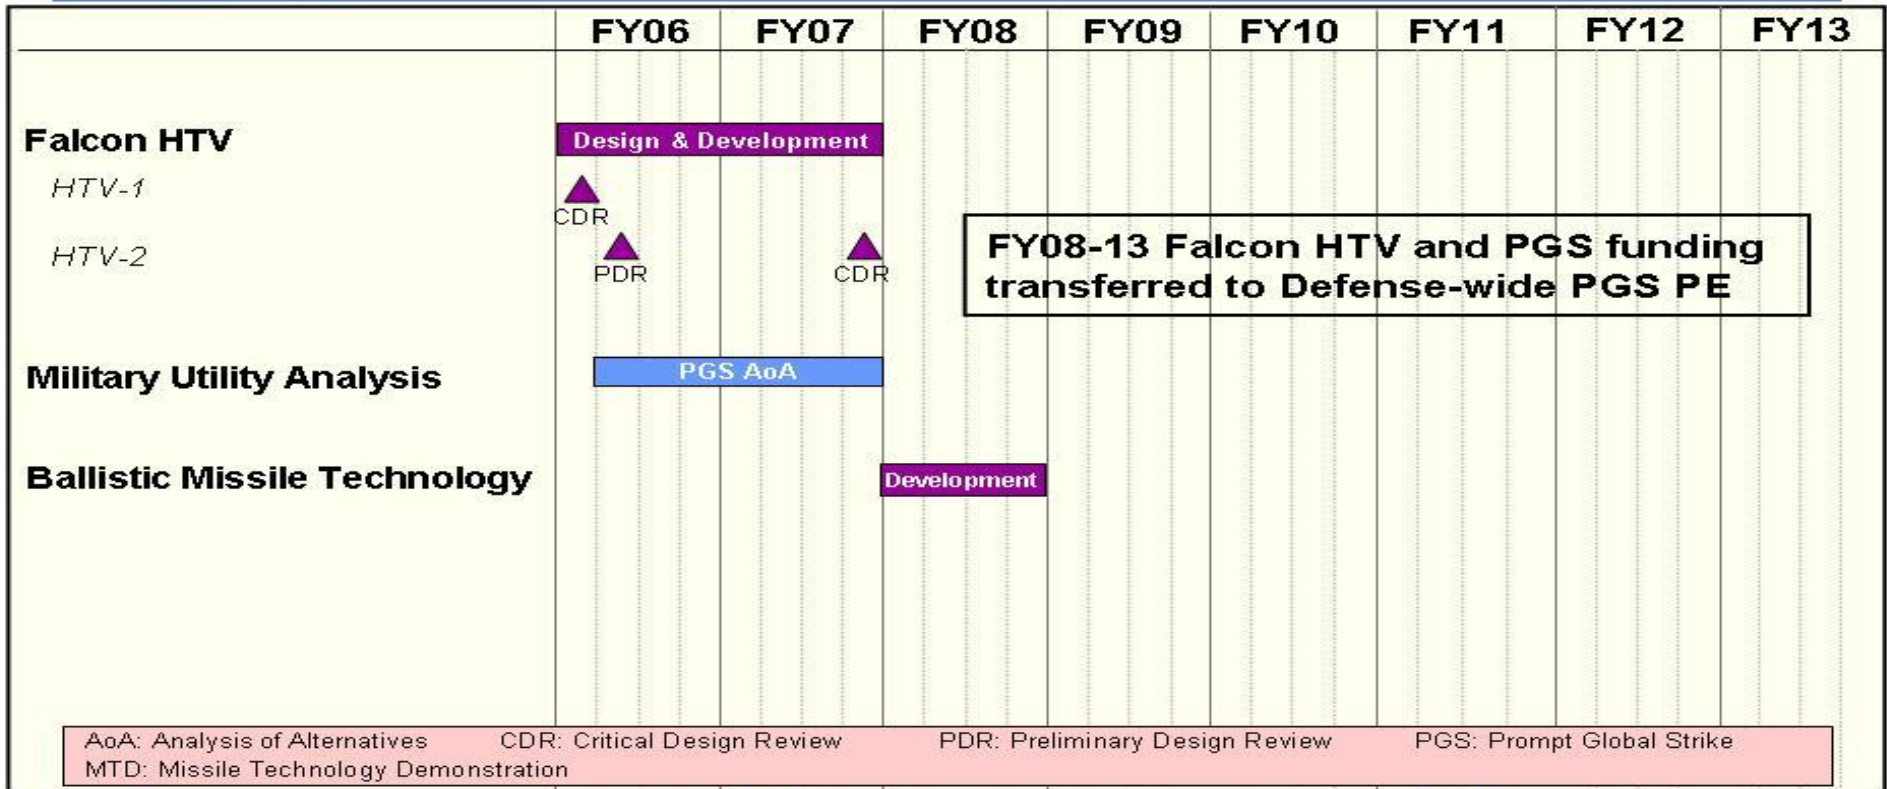 FY06 FY07 FY08 FY09 FY10 FY11 FY12 FY13
Falcon HTV
Design & Development
HTV-1
CDR
HTV-2
PDR
CDR
FY08-13 Falcon HTV and PGS funding
transferred to Defense-wide PGS PE
Military Utility Analysis
PGS AoA
Ballistic Missile Technology
Development
AoA: Analysis of Alternatives CDR: Critical Design Review PDR: Preliminary Design Review PGS: Prompt Global Strike
MTD: Missile Technology Demonstration